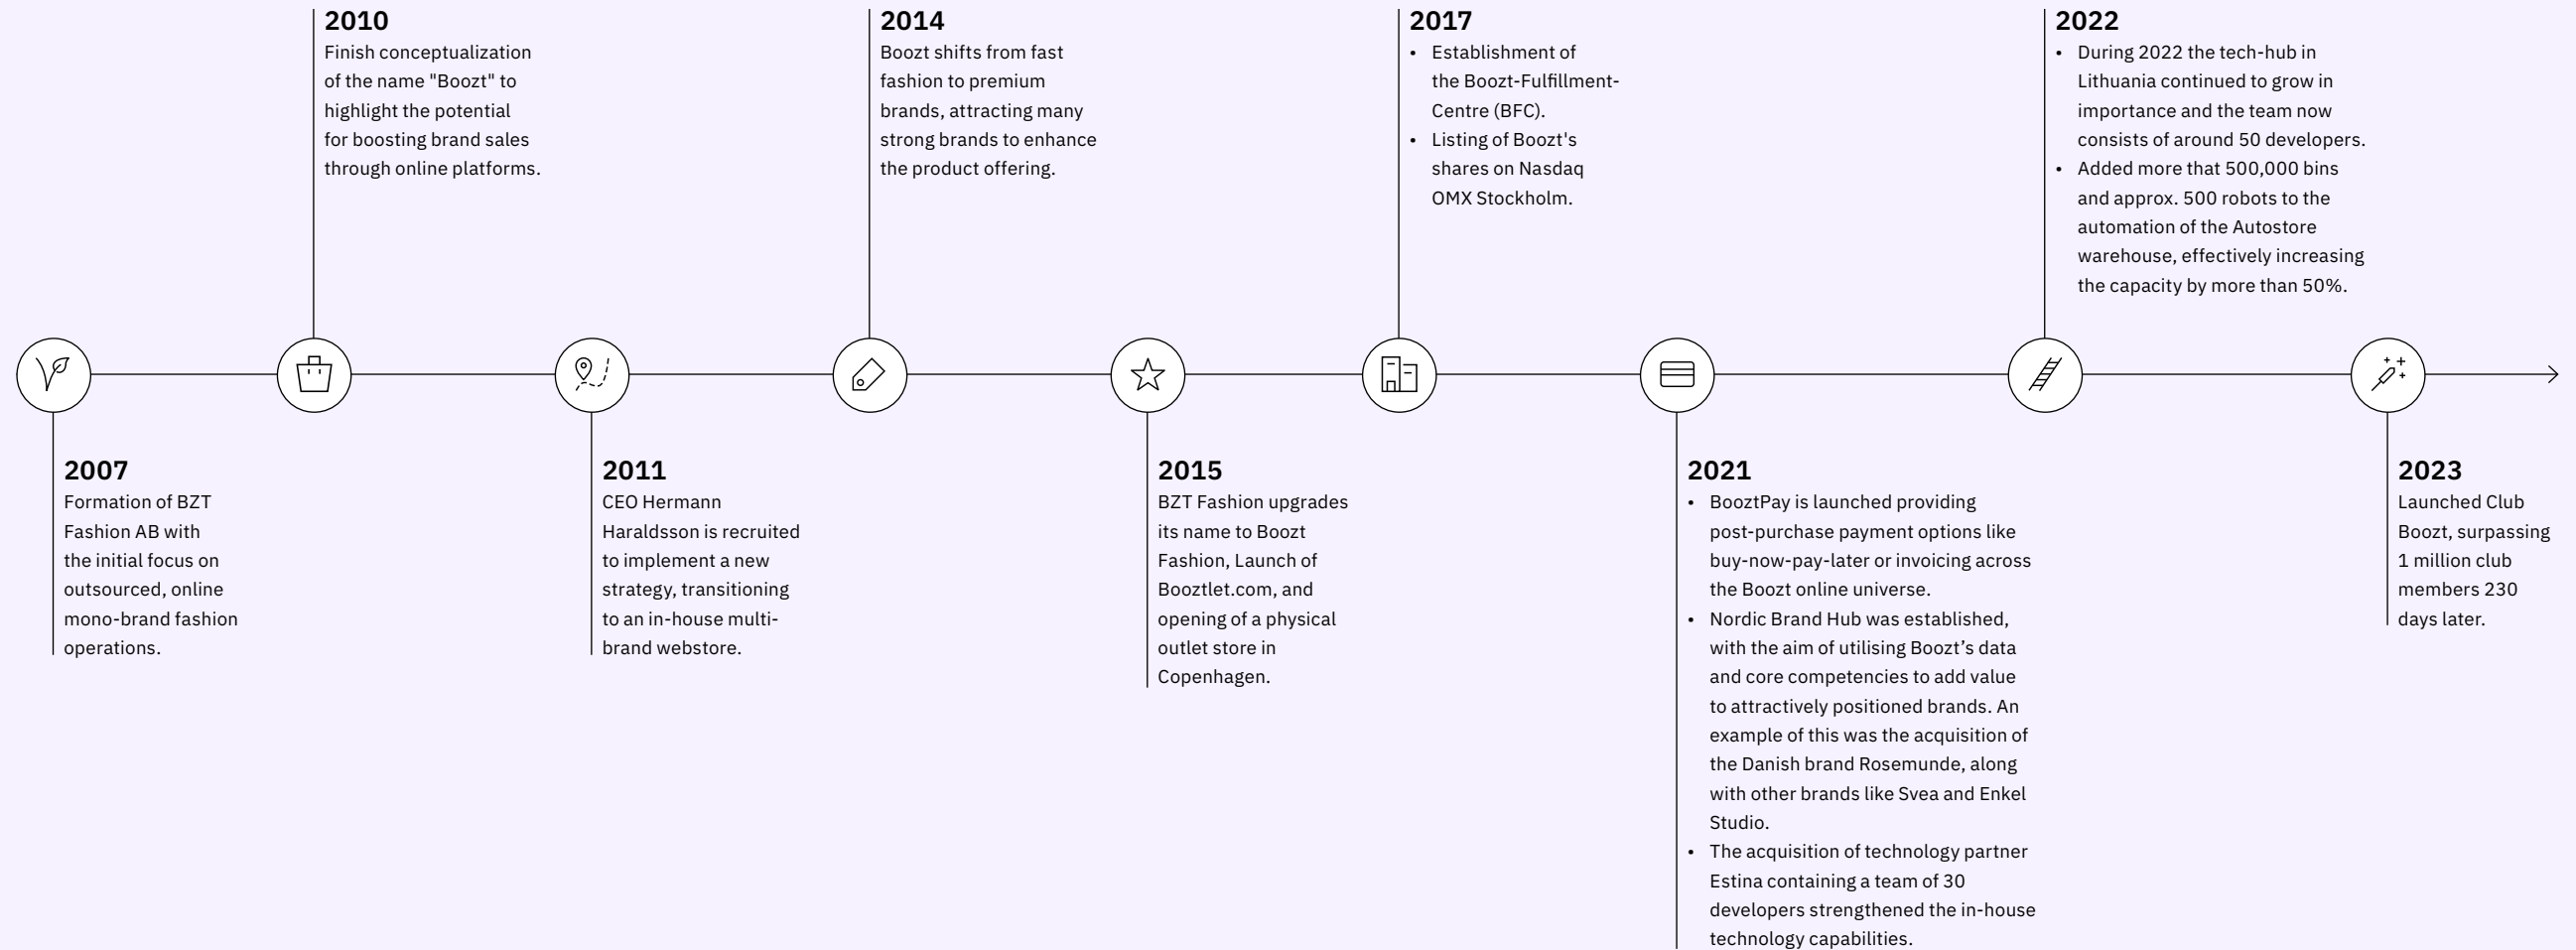 2010
Finish conceptualization
of the name "Boozt" to
highlight the potential
for boosting brand sales
through online platforms.
2014
Boozt shifts from fast
fashion to premium
brands, attracting many
strong brands to enhance
the product offering.
2017
• Establishment of
the Boozt-Fulfillment-
Centre (BFC).
• Listing of Boozt's
shares on Nasdaq
OMX Stockholm.
2022
• During 2022 the tech-hub in
Lithuania continued to grow in
importance and the team now
consists of around 50 developers.
• Added more that 500,000 bins
and approx. 500 robots to the
automation of the Autostore
warehouse, effectively increasing
the capacity by more than 50%.
2007
Formation of BZT
Fashion AB with
the initial focus on
outsourced, online
mono-brand fashion
operations.
2011
CEO Hermann
Haraldsson is recruited
to implement a new
strategy, transitioning
to an in-house multi-
brand webstore.
2015
BZT Fashion upgrades
its name to Boozt
Fashion, Launch of
Booztlet.com, and
opening of a physical
outlet store in
Copenhagen.
2021
• BooztPay is launched providing
post-purchase payment options like
buy-now-pay-later or invoicing across
the Boozt online universe.
• Nordic Brand Hub was established,
with the aim of utilising Boozt’s data
and core competencies to add value
to attractively positioned brands. An
example of this was the acquisition of
the Danish brand Rosemunde, along
with other brands like Svea and Enkel
Studio.
• The acquisition of technology partner
Estina containing a team of 30
developers strengthened the in-house
technology capabilities.
2023
Launched Club
Boozt, surpassing
1 million club
members 230
days later.